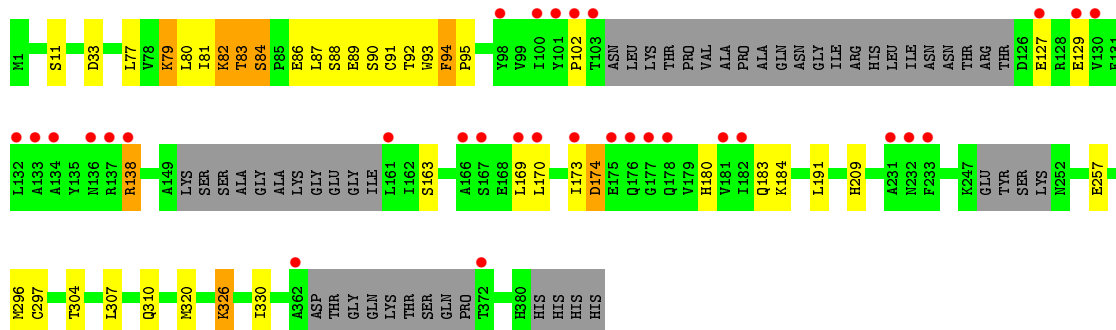 M1 S11 D33 L77 V78 K79 L80 I81 K82 T83 S84 P85 E86 L87 S88 E89 S90 C91 T92 W93 F94 P95 Y98 V99 I100 Y101 P102 T103 ASN LEU LYS THR PRO VAL ALA PRO ALA GLN ASN GLY ILE ARG HIS LEU ILE ASN ASN THR ARG THR D126 E127 R128 E129 V130 E131
L132 A133 A134 Y135 N136 R137 R138 A149 LYS SER SER ALA GLY ALA LYS GLY GLU GLY ILE L161 I162 S163 A166 S167 E168 L169 L170 I173 D174 E175 Q176 G177 Q178 V179 H180 V181 I182 Q183 K184 L191 H209 A231 N232 F233 K247 GLU TYR SER LYS N252 E257
M296 C297 T304 L307 Q310 M320 K326 I330 A362 ASP THR GLY GLN LYS THR SER GLN PRO T372 H380 HIS HIS HIS HIS